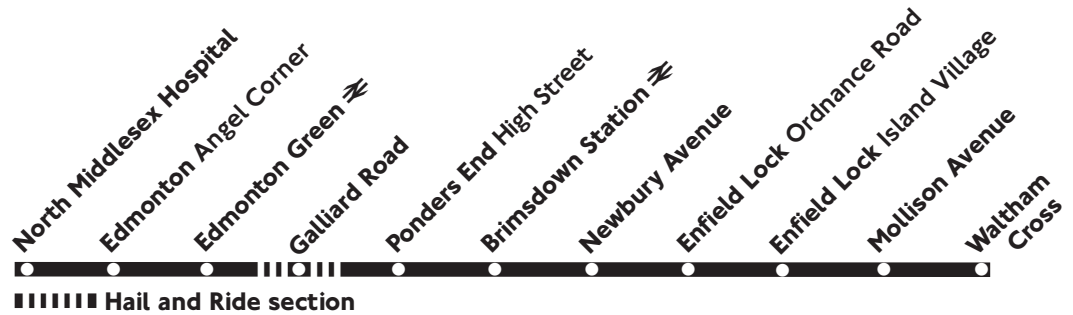 North Middlesex Hospital
Edmonton Angel Corner
Edmonton Green
Galliard Road
Ponders End High Street
Brimsdown Station
Newbury Avenue
Enfield Lock Ordnance Road
Enfield Lock Island Village
Mollison Avenue
Waltham
Cross
Hail and Ride section